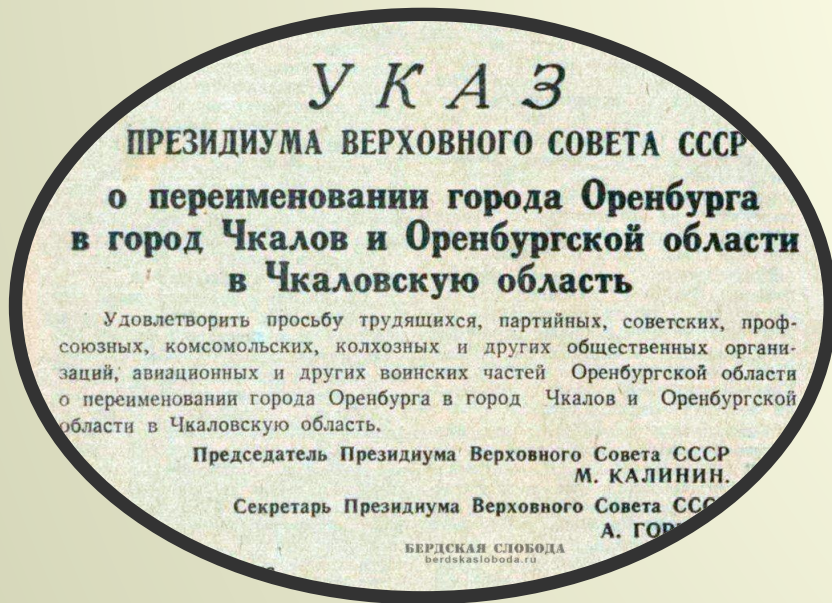 УКАЗ
ПРЕЗИДИУМА ВЕРХОВНОГО СОВЕТА СССР
о переименовании города Оренбурга
в город Чкалов и Оренбургской области
в Чкаловскую область
Удовлетворить просьбу трудящихся, партийных, советских, проф-
союзных, комсомольских, колхозных и других общественных органи-
заций, авиационных и других воинских частей Оренбургской области
о переименовании города Оренбурга в город Чкалов и Оренбургской
области в Чкаловскую область.
Председатель Президиума Верховного Совета СССР
М. КАЛИНИН.
Секретарь Президиума Верховного Совета
А.
БЕРДСКАЯ СЛОБОДА
berdskasloboda.ru